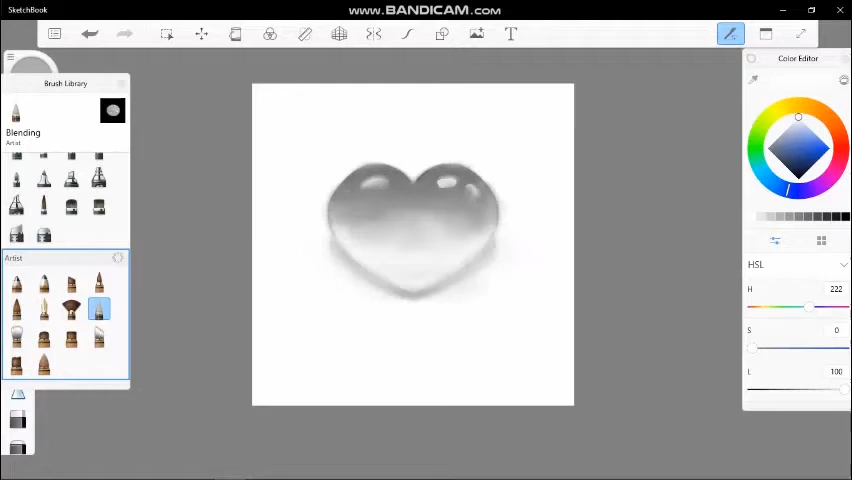 SketchBook
www.BANDICAM.com
T
Brush Library
Color Editor
Blending
Artist
Artist
HSL
H 222
S 0
L 100